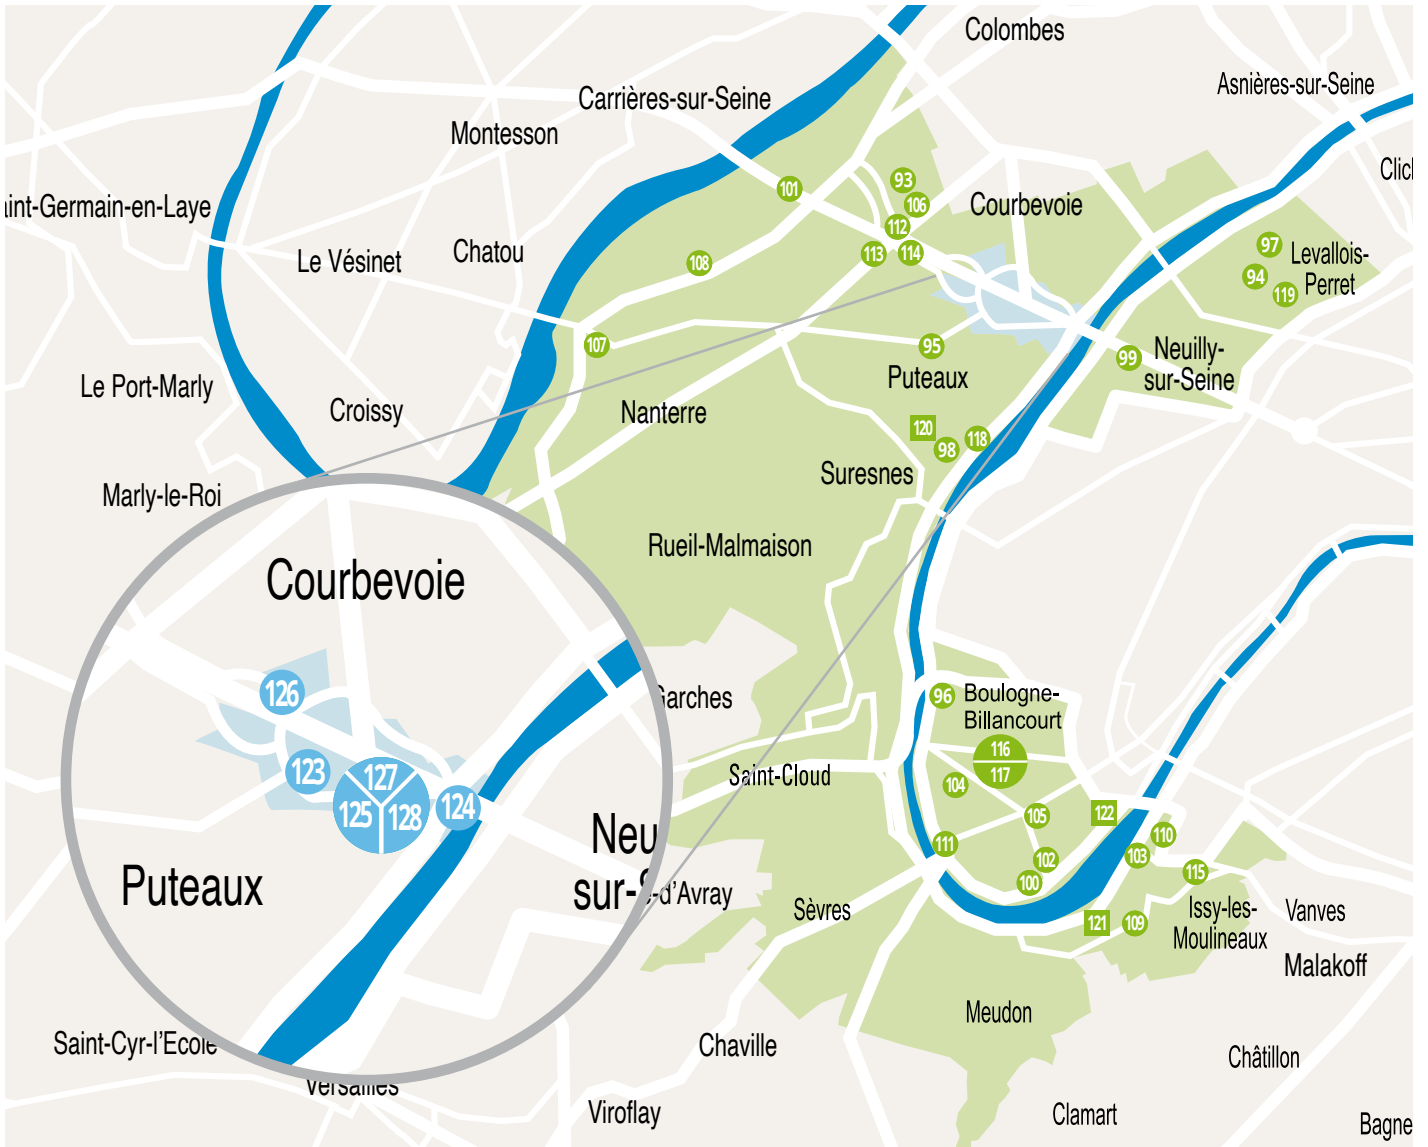 Colombes
Asnières-sur-Seine
Carrières-sur-Seine
Montesson
Clich
aint-Germain-en-Laye
101
93
106
Courbevoie
112
113
114
97
Levallois-
Perret
94
119
Le Vésinet
Chatou
108
107
95
Puteaux
99
Neuilly-
sur-Seine
Le Port-Marly
Croissy
Nanterre
120
98
118
Suresnes
Marly-le-Roi
Rueil-Malmaison
Courbevoie
126
123
127
125
128
124
Puteaux
Neu
sur-S
Garches
96
Boulogne-
Billancourt
116
117
Saint-Cloud
104
105
122
111
102
100
110
103
115
e-d'Avray
Sèvres
121
109
Issy-les-
Moulineaux
Vanves
Malakoff
Meudon
Saint-Cyr-l'Ecole
Chaville
Châtillon
Versailles
Viroflay
Clamart
Bagne